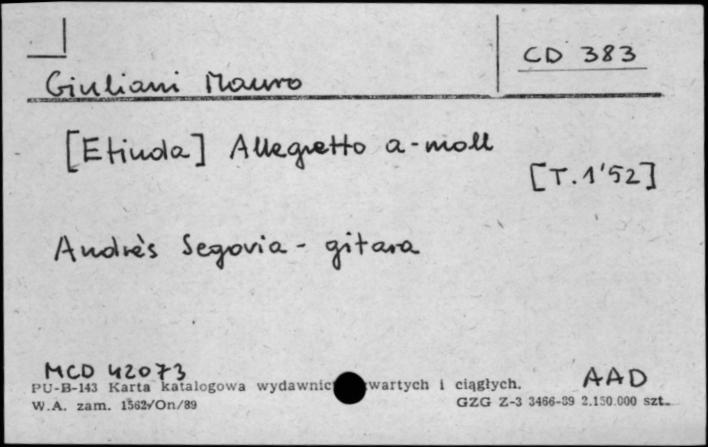 CD 383
Giuliani Mauro
[Etiuda] Allegretto a-moll
[T. 1'52]
Andrés Segovia - gitara
MCD 42073
AAD
PU-B-143 Karta katalogowa wydawnic wartych i ciągłych.
W.A. zam. 1562/On/89
GZG Z-3 3466-89 2.150.000 szt.